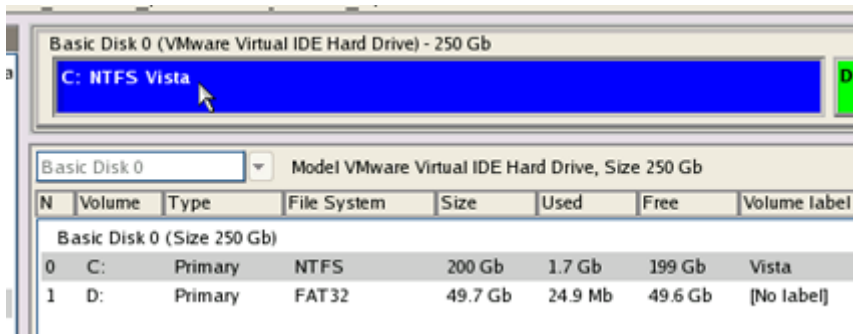 Basic Disk 0 (VMware Virtual IDE Hard Drive) - 250 Gb
C: NTFS Vista
D
Basic Disk 0 Model VMware Virtual IDE Hard Drive, Size 250 Gb
N Volume Type File System Size Used Free Volume label
Basic Disk 0 (Size 250 Gb)
0 C: Primary NTFS 200 Gb 1.7 Gb 199 Gb Vista
1 D: Primary FAT32 49.7 Gb 24.9 Mb 49.6 Gb [No label]